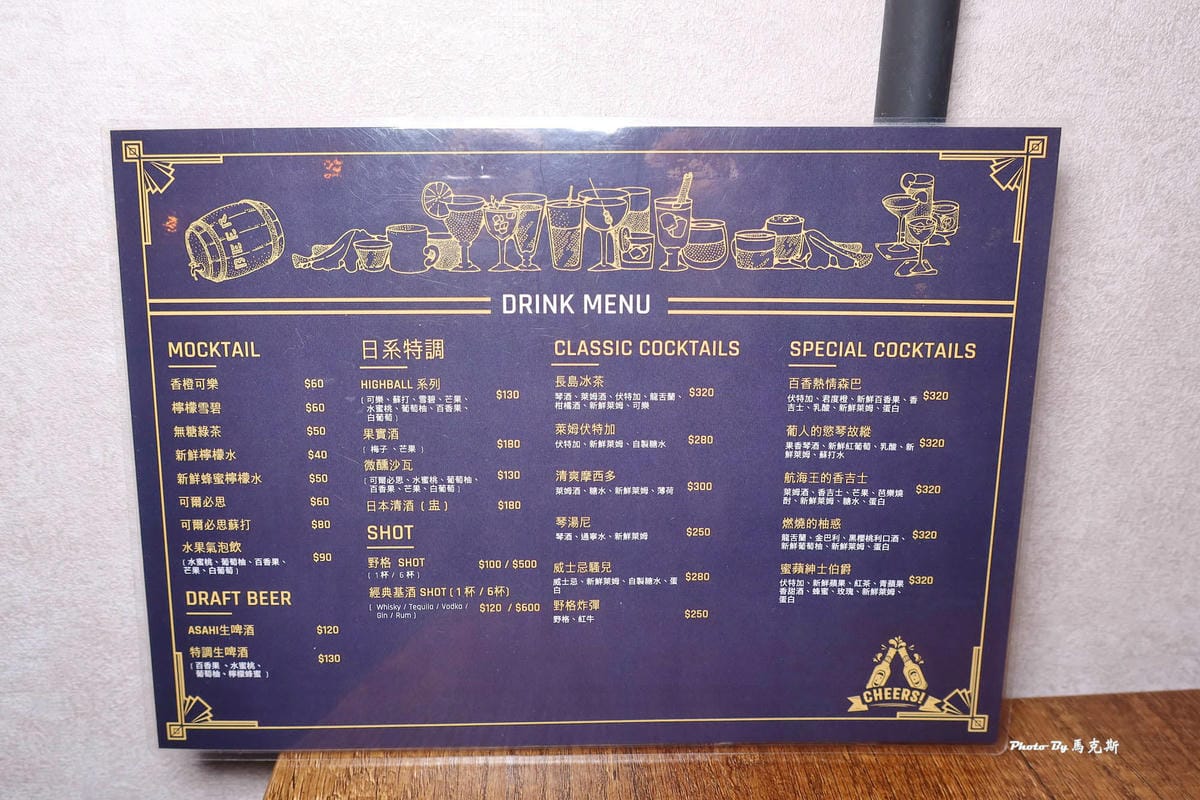 BEER
DRINK MENU
MOCKTAIL
香橙可樂 $60
檸檬雪碧 $60
無糖綠茶 $50
新鮮檸檬水 $40
新鮮蜂蜜檸檬水 $50
可爾必思 $60
可爾必思蘇打 $80
水果氣泡飲 $90
(水蜜桃、葡萄柚、百香果、
芒果、白葡萄)
DRAFT BEER
ASAHI生啤酒 $120
特調生啤酒 $130
(百香果、水蜜桃、
葡萄柚、檸檬蜂蜜)
日系特調
HIGHBALL 系列 $130
(可樂、蘇打、雪碧、芒果、
水蜜桃、葡萄柚、百香果、
白葡萄)
果實酒 $180
(梅子、芒果)
微醺沙瓦 $130
(可爾必思、水蜜桃、葡萄柚、
百香果、芒果、白葡萄)
日本清酒(盅) $180
SHOT
野格 SHOT $100 / $500
(1杯 / 6杯)
經典基酒 SHOT(1杯 / 6杯)
( Whisky / Tequila / Vodka / $120 / $600
Gin / Rum )
CLASSIC COCKTAILS
長島冰茶 $320
琴酒、萊姆酒、伏特加、龍舌蘭、
柑橘酒、新鮮萊姆、可樂
萊姆伏特加 $280
伏特加、新鮮萊姆、自製糖水
清爽摩西多 $300
萊姆酒、糖水、新鮮萊姆、薄荷
琴湯尼 $250
琴酒、通寧水、新鮮萊姆
威士忌騷兒 $280
威士忌、新鮮萊姆、自製糖水、蛋
白
野格炸彈 $250
野格、紅牛
SPECIAL COCKTAILS
百香熱情森巴 $320
伏特加、君度橙、新鮮百香果、香
吉士、乳酸、新鮮萊姆、蛋白
葡人的慾琴故縱 $320
果香琴酒、新鮮紅葡萄、乳酸、新
鮮萊姆、蘇打水
航海王的香吉士 $320
萊姆酒、香吉士、芒果、芭樂燒
酎、新鮮萊姆、糖水、蛋白
燃燒的柚惑 $320
龍舌蘭、金巴利、黑櫻桃利口酒、
新鮮葡萄柚、新鮮萊姆、蛋白
蜜蘋紳士伯爵 $320
伏特加、新鮮蘋果、紅茶、青蘋果
香甜酒、蜂蜜、玫瑰、新鮮萊姆、
蛋白
CHEERS!
Photo By 馬克斯